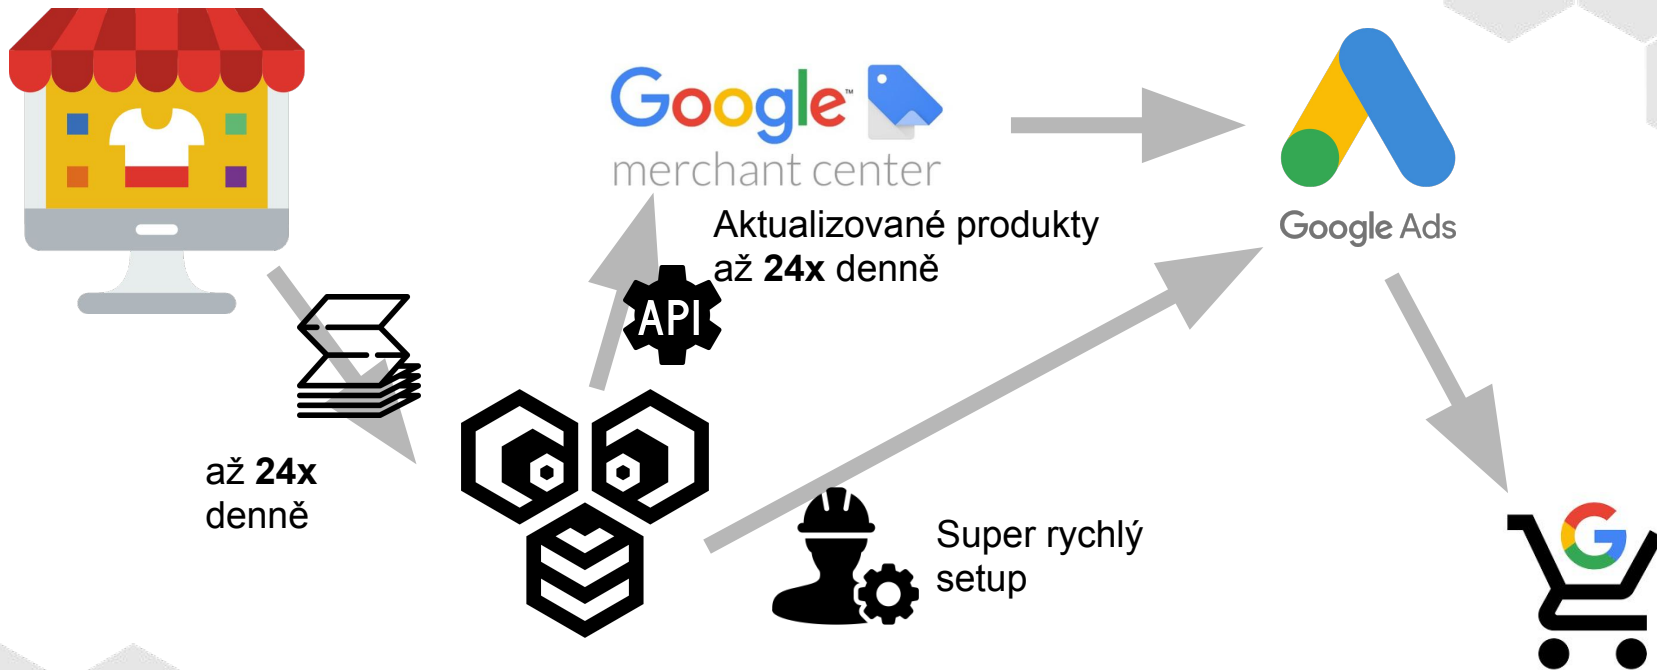 Google
merchant center
Aktualizované produkty
až 24x denně
API
Google Ads
až 24x
denně
Super rychlý
setup
G